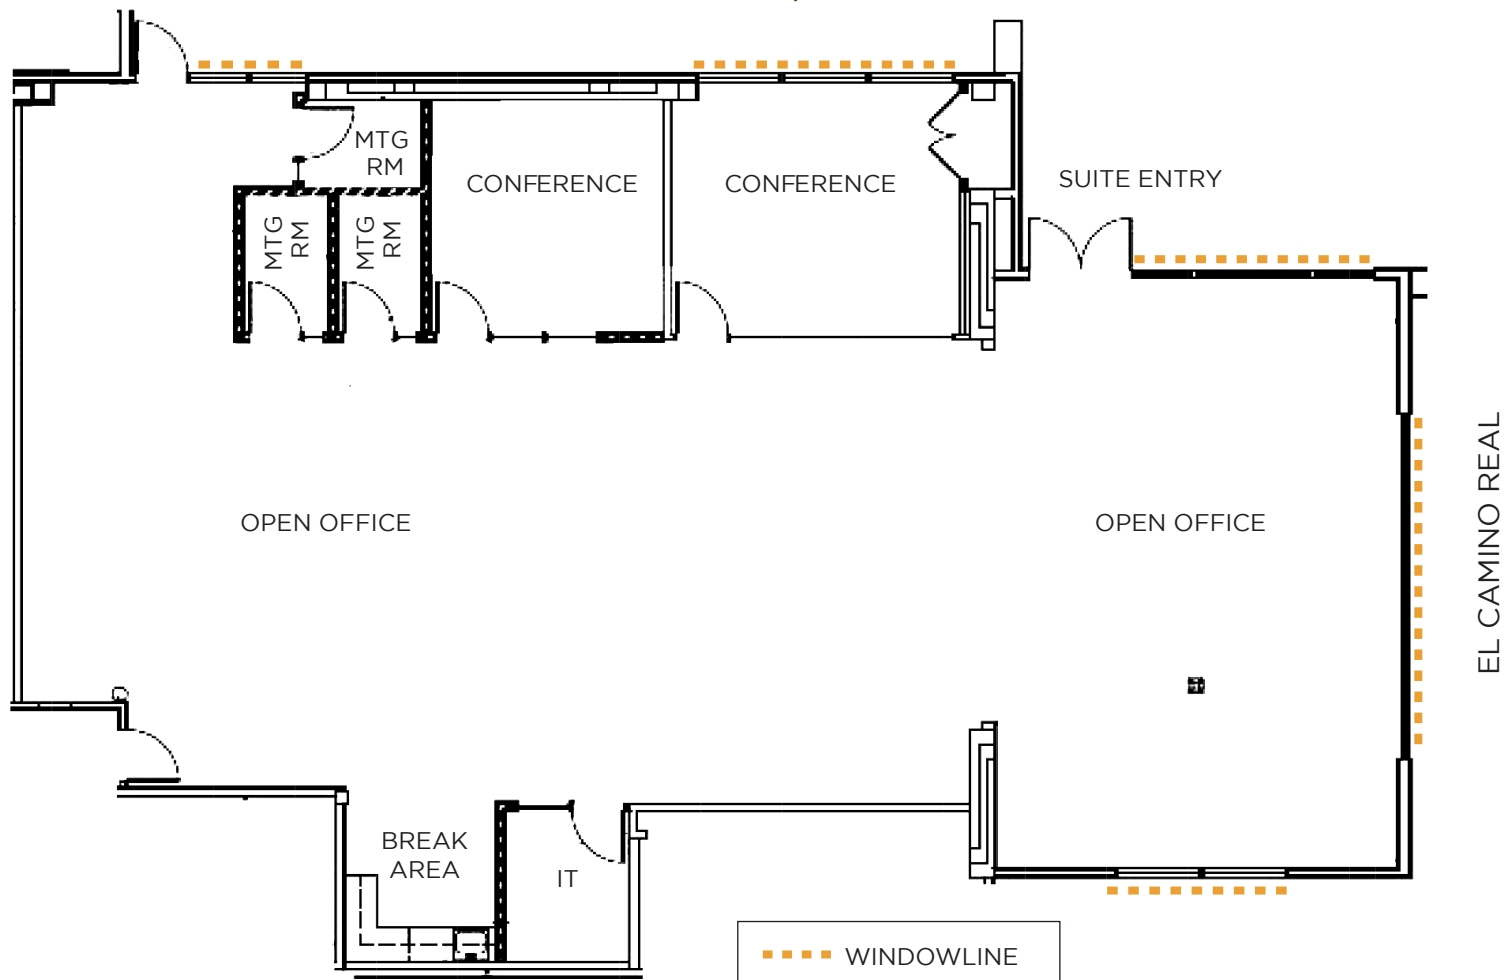 MTG
RM
CONFERENCE
CONFERENCE
SUITE ENTRY
MTG
RM
MTG
RM
OPEN OFFICE
OPEN OFFICE
EL CAMINO REAL
BREAK
AREA
IT
WINDOWLINE